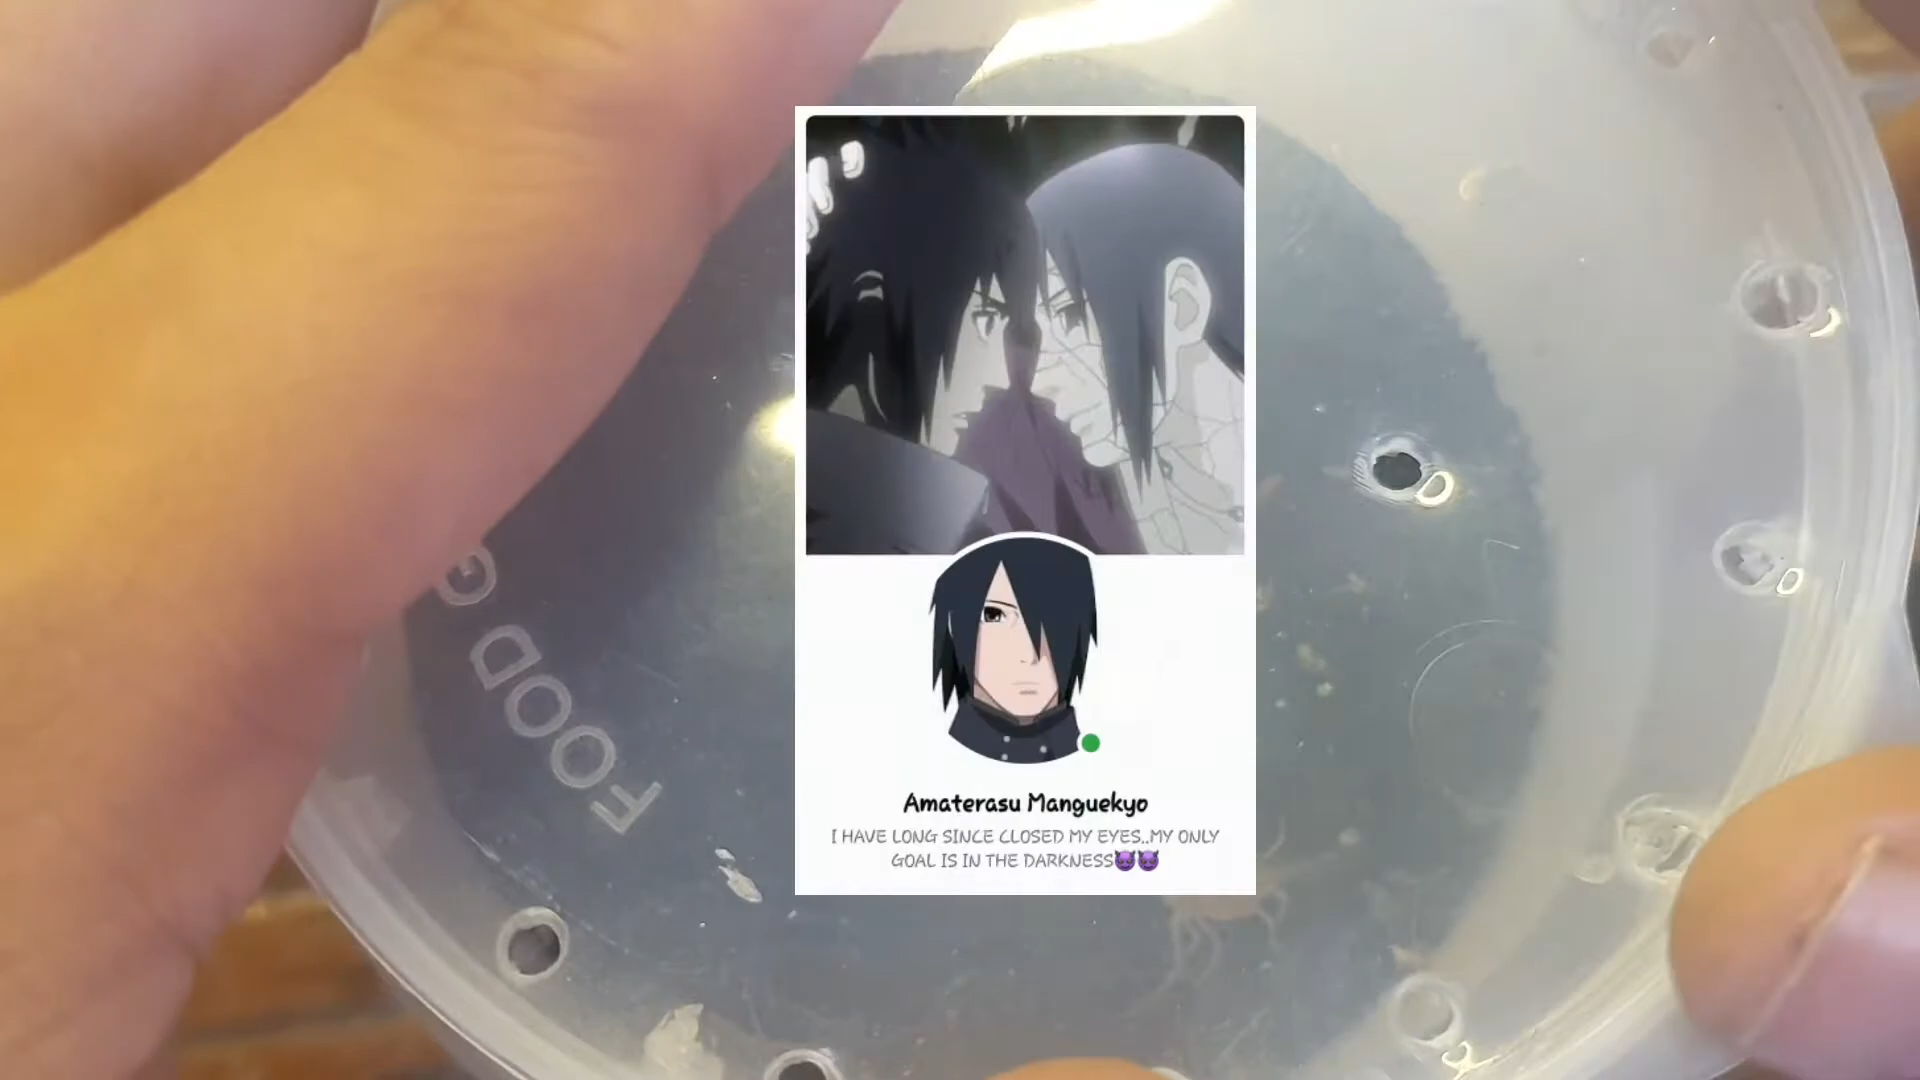 FOOD G
Amaterasu Manguekyo
I HAVE LONG SINCE CLOSED MY EYES..MY ONLY
GOAL IS IN THE DARKNESS😈😈